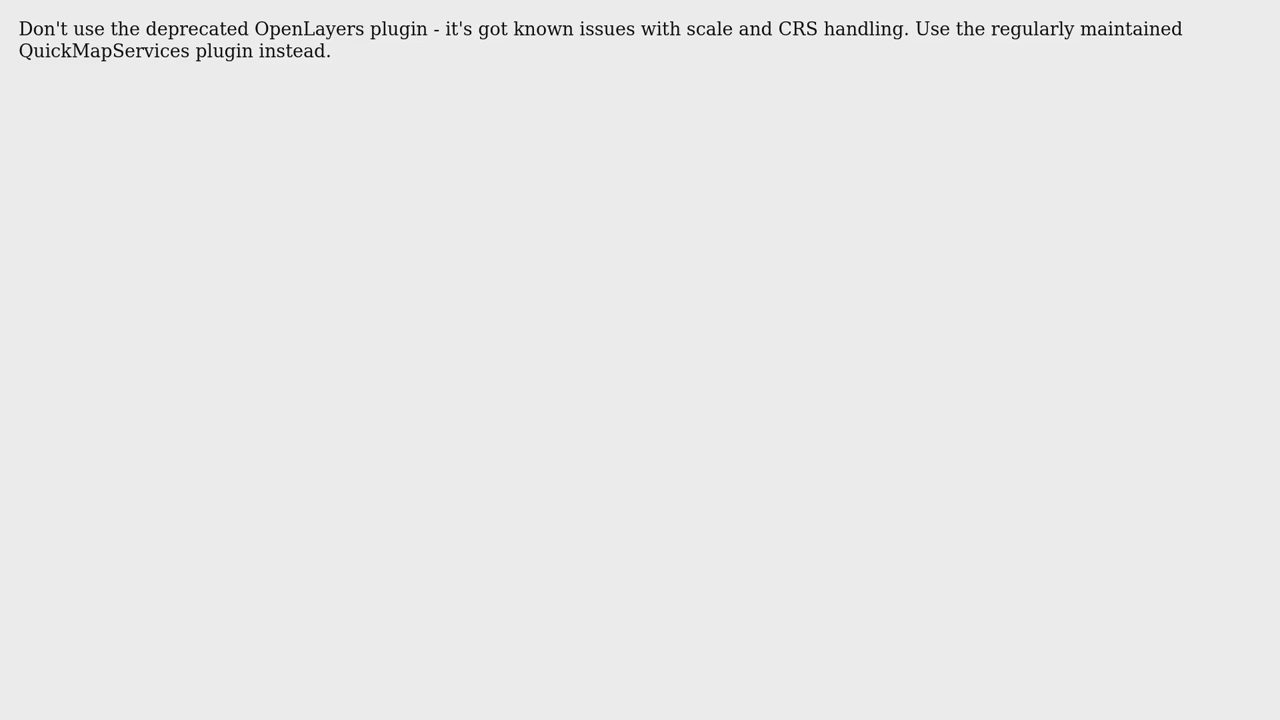 Don't use the deprecated OpenLayers plugin - it's got known issues with scale and CRS handling. Use the regularly maintained
QuickMapServices plugin instead.